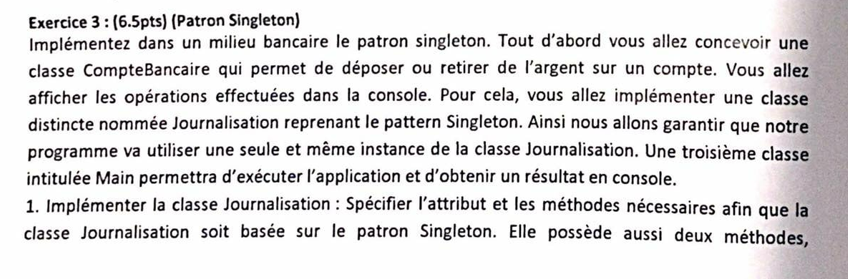 Exercice 3 : (6.5pts) (Patron Singleton)
Implémentez dans un milieu bancaire le patron singleton. Tout d'abord vous allez concevoir une
classe CompteBancaire qui permet de déposer ou retirer de l'argent sur un compte. Vous allez
afficher les opérations effectuées dans la console. Pour cela, vous allez implémenter une classe
distincte nommée Journalisation reprenant le pattern Singleton. Ainsi nous allons garantir que notre
programme va utiliser une seule et même instance de la classe Journalisation. Une troisième classe
intitulée Main permettra d'exécuter l'application et d'obtenir un résultat en console.
1. Implémenter la classe Journalisation : Spécifier l'attribut et les méthodes nécessaires afin que la
classe Journalisation soit basée sur le patron Singleton. Elle possède aussi deux méthodes,